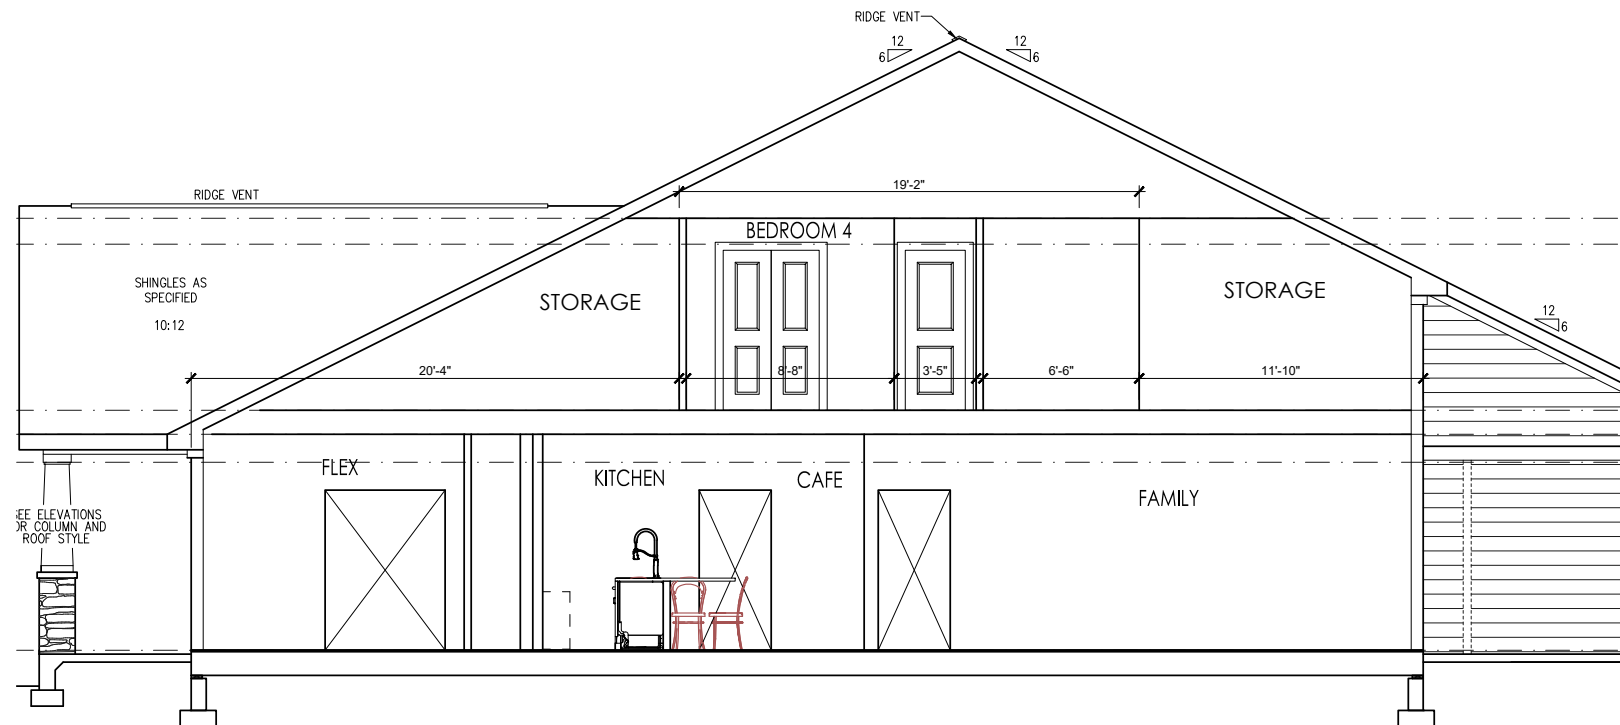 RIDGE VENT
12
6
12
6
RIDGE VENT
19'-2"
BEDROOM 4
SHINGLES AS
SPECIFIED
10:12
STORAGE
STORAGE
12
6
20'-4"
8'-8"
3'-5"
6'-6"
11'-10"
FLEX
KITCHEN
CAFE
FAMILY
SEE ELEVATIONS
OR COLUMN AND
ROOF STYLE